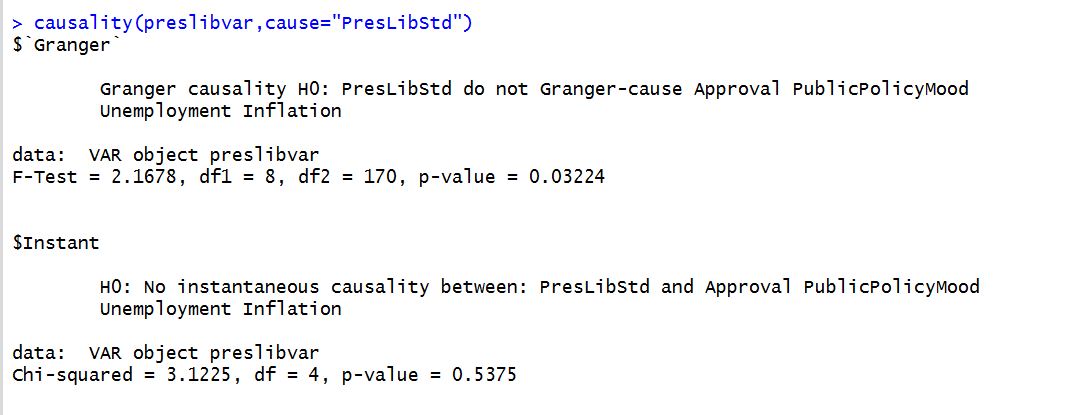 > causality(preslibvar,cause="PresLibStd")
$`Granger`
Granger causality H0: PresLibStd do not Granger-cause Approval PublicPolicyMood
Unemployment Inflation
data:  VAR object preslibvar
F-Test = 2.1678, df1 = 8, df2 = 170, p-value = 0.03224
$Instant
H0: No instantaneous causality between: PresLibStd and Approval PublicPolicyMood
Unemployment Inflation
data:  VAR object preslibvar
Chi-squared = 3.1225, df = 4, p-value = 0.5375